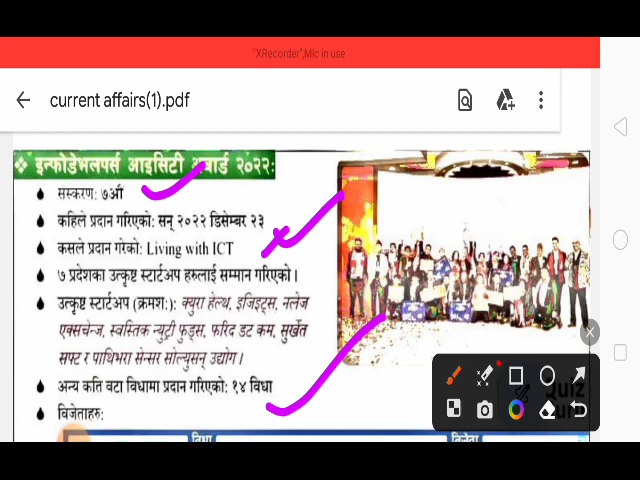 "XRecorder",Mic in use
current affairs(1).pdf
❖ इन्फोडेभलपर्स आइसिटी अवार्ड २०२२:
संस्करण: ७औँ
कहिले प्रदान गरिएको: सन् २०२२ डिसेम्बर २३
कसले प्रदान गरेको: Living with ICT
७ प्रदेशका उत्कृष्ट स्टार्टअप हरुलाई सम्मान गरिएको ।
उत्कृष्ट स्टार्टअप (क्रमश:): क्युरा हेल्थ, इजिइट्स, नलेज
एक्सचेन्ज, स्वस्तिक न्युट्री फुड्स, फरिद डट कम, सुर्खेत
सफ्ट र पाथिभरा सेन्सर सोल्युसन् उद्योग ।
अन्य कति वटा विधामा प्रदान गरिएको: १४ विधा
विजेताहरु:
विधा
विजेता